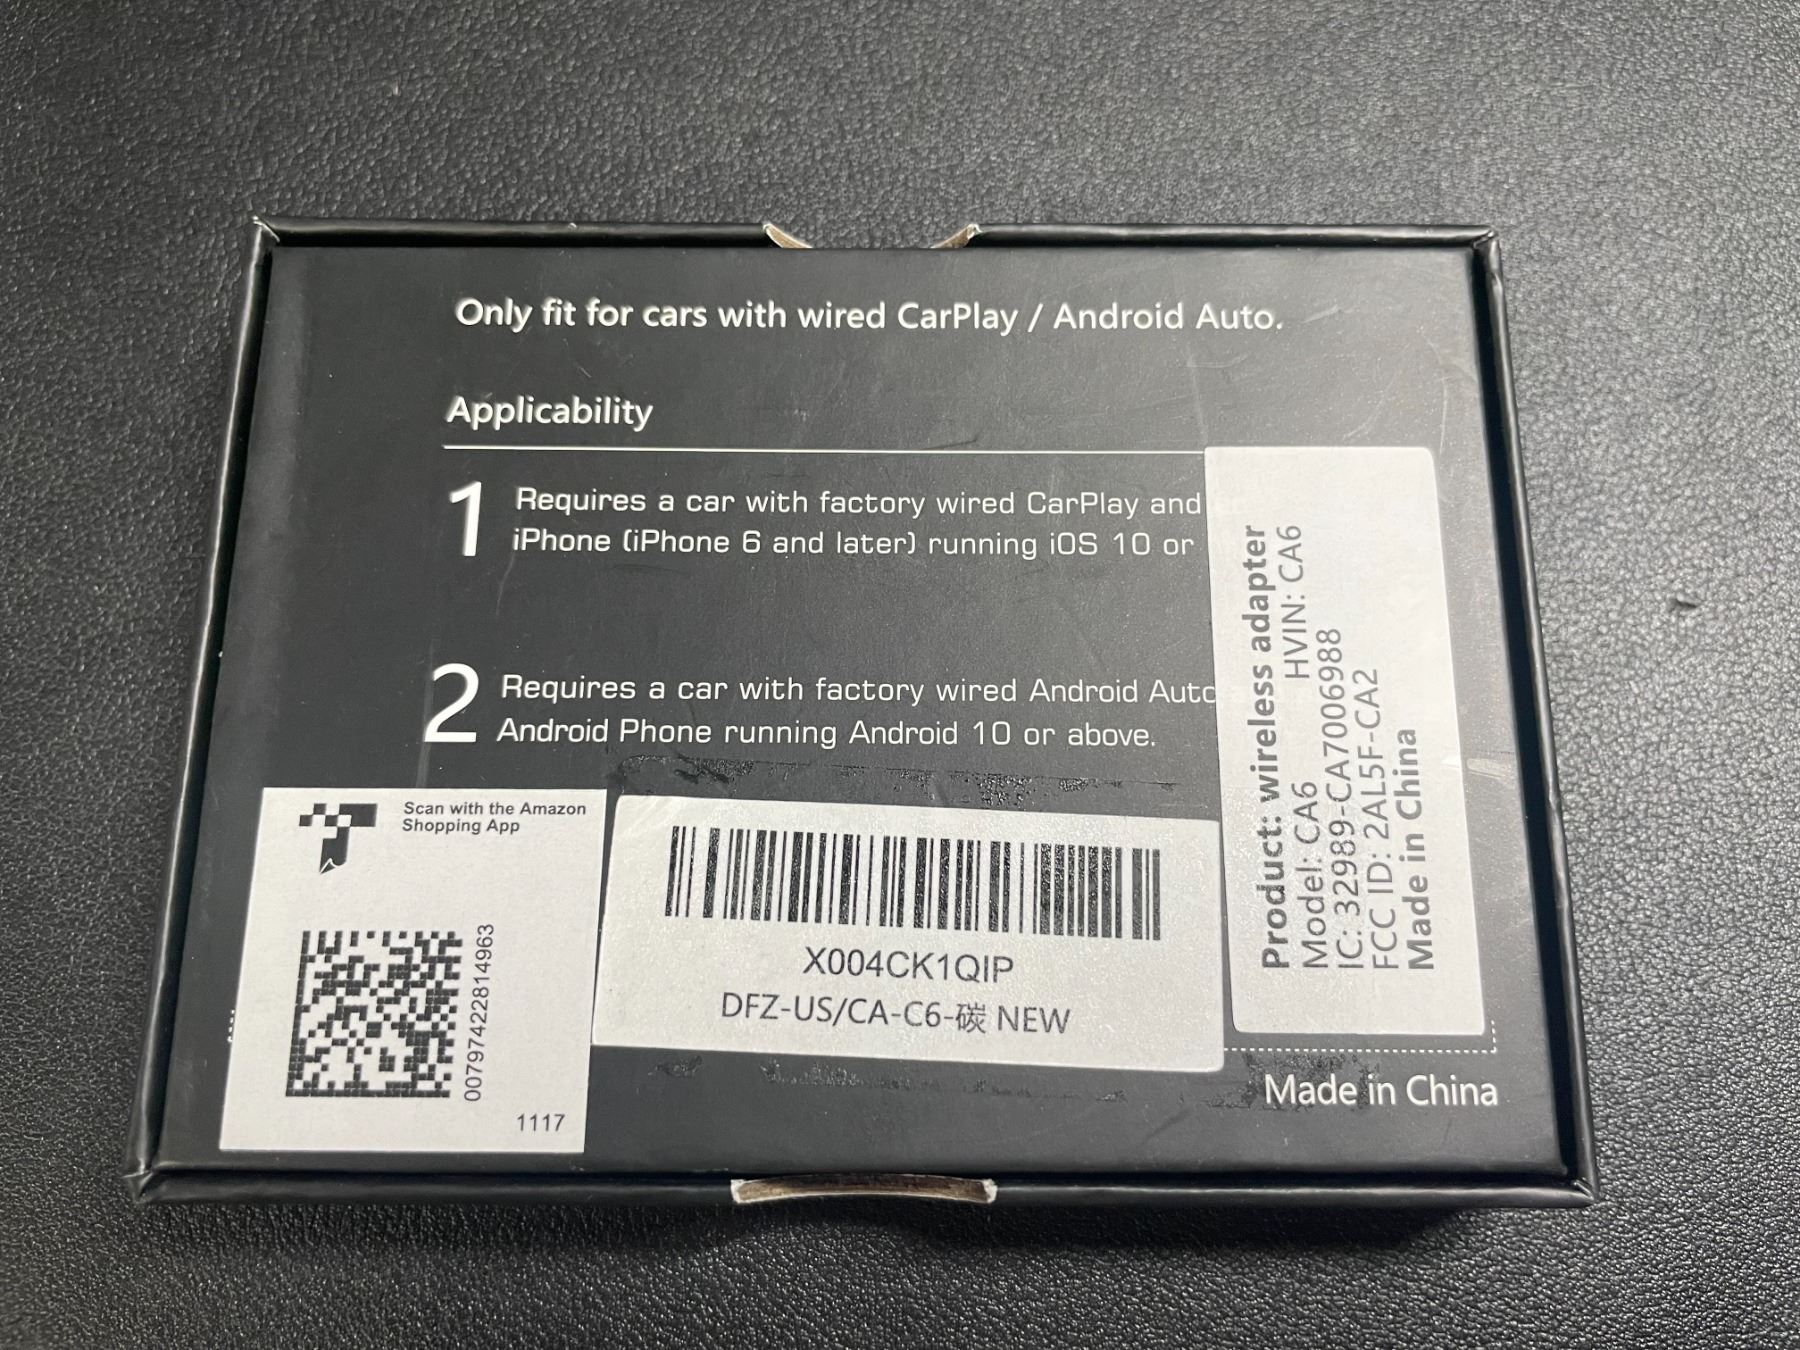 Only fit for cars with wired CarPlay / Android Auto.
Applicability
1
Requires a car with factory wired CarPlay and
iPhone (iPhone 6 and later) running iOS 10 or
2
Requires a car with factory wired Android Auto
Android Phone running Android 10 or above.
Scan with the Amazon
Shopping App
00797422814963
1117
X004CK1QIP
DFZ-US/CA-C6-碳 NEW
Product: wireless adapter
Model: CA6 HVIN: CA6
IC: 32989-CA7006988
FCC ID: 2AL5F-CA2
Made in China
Made in China